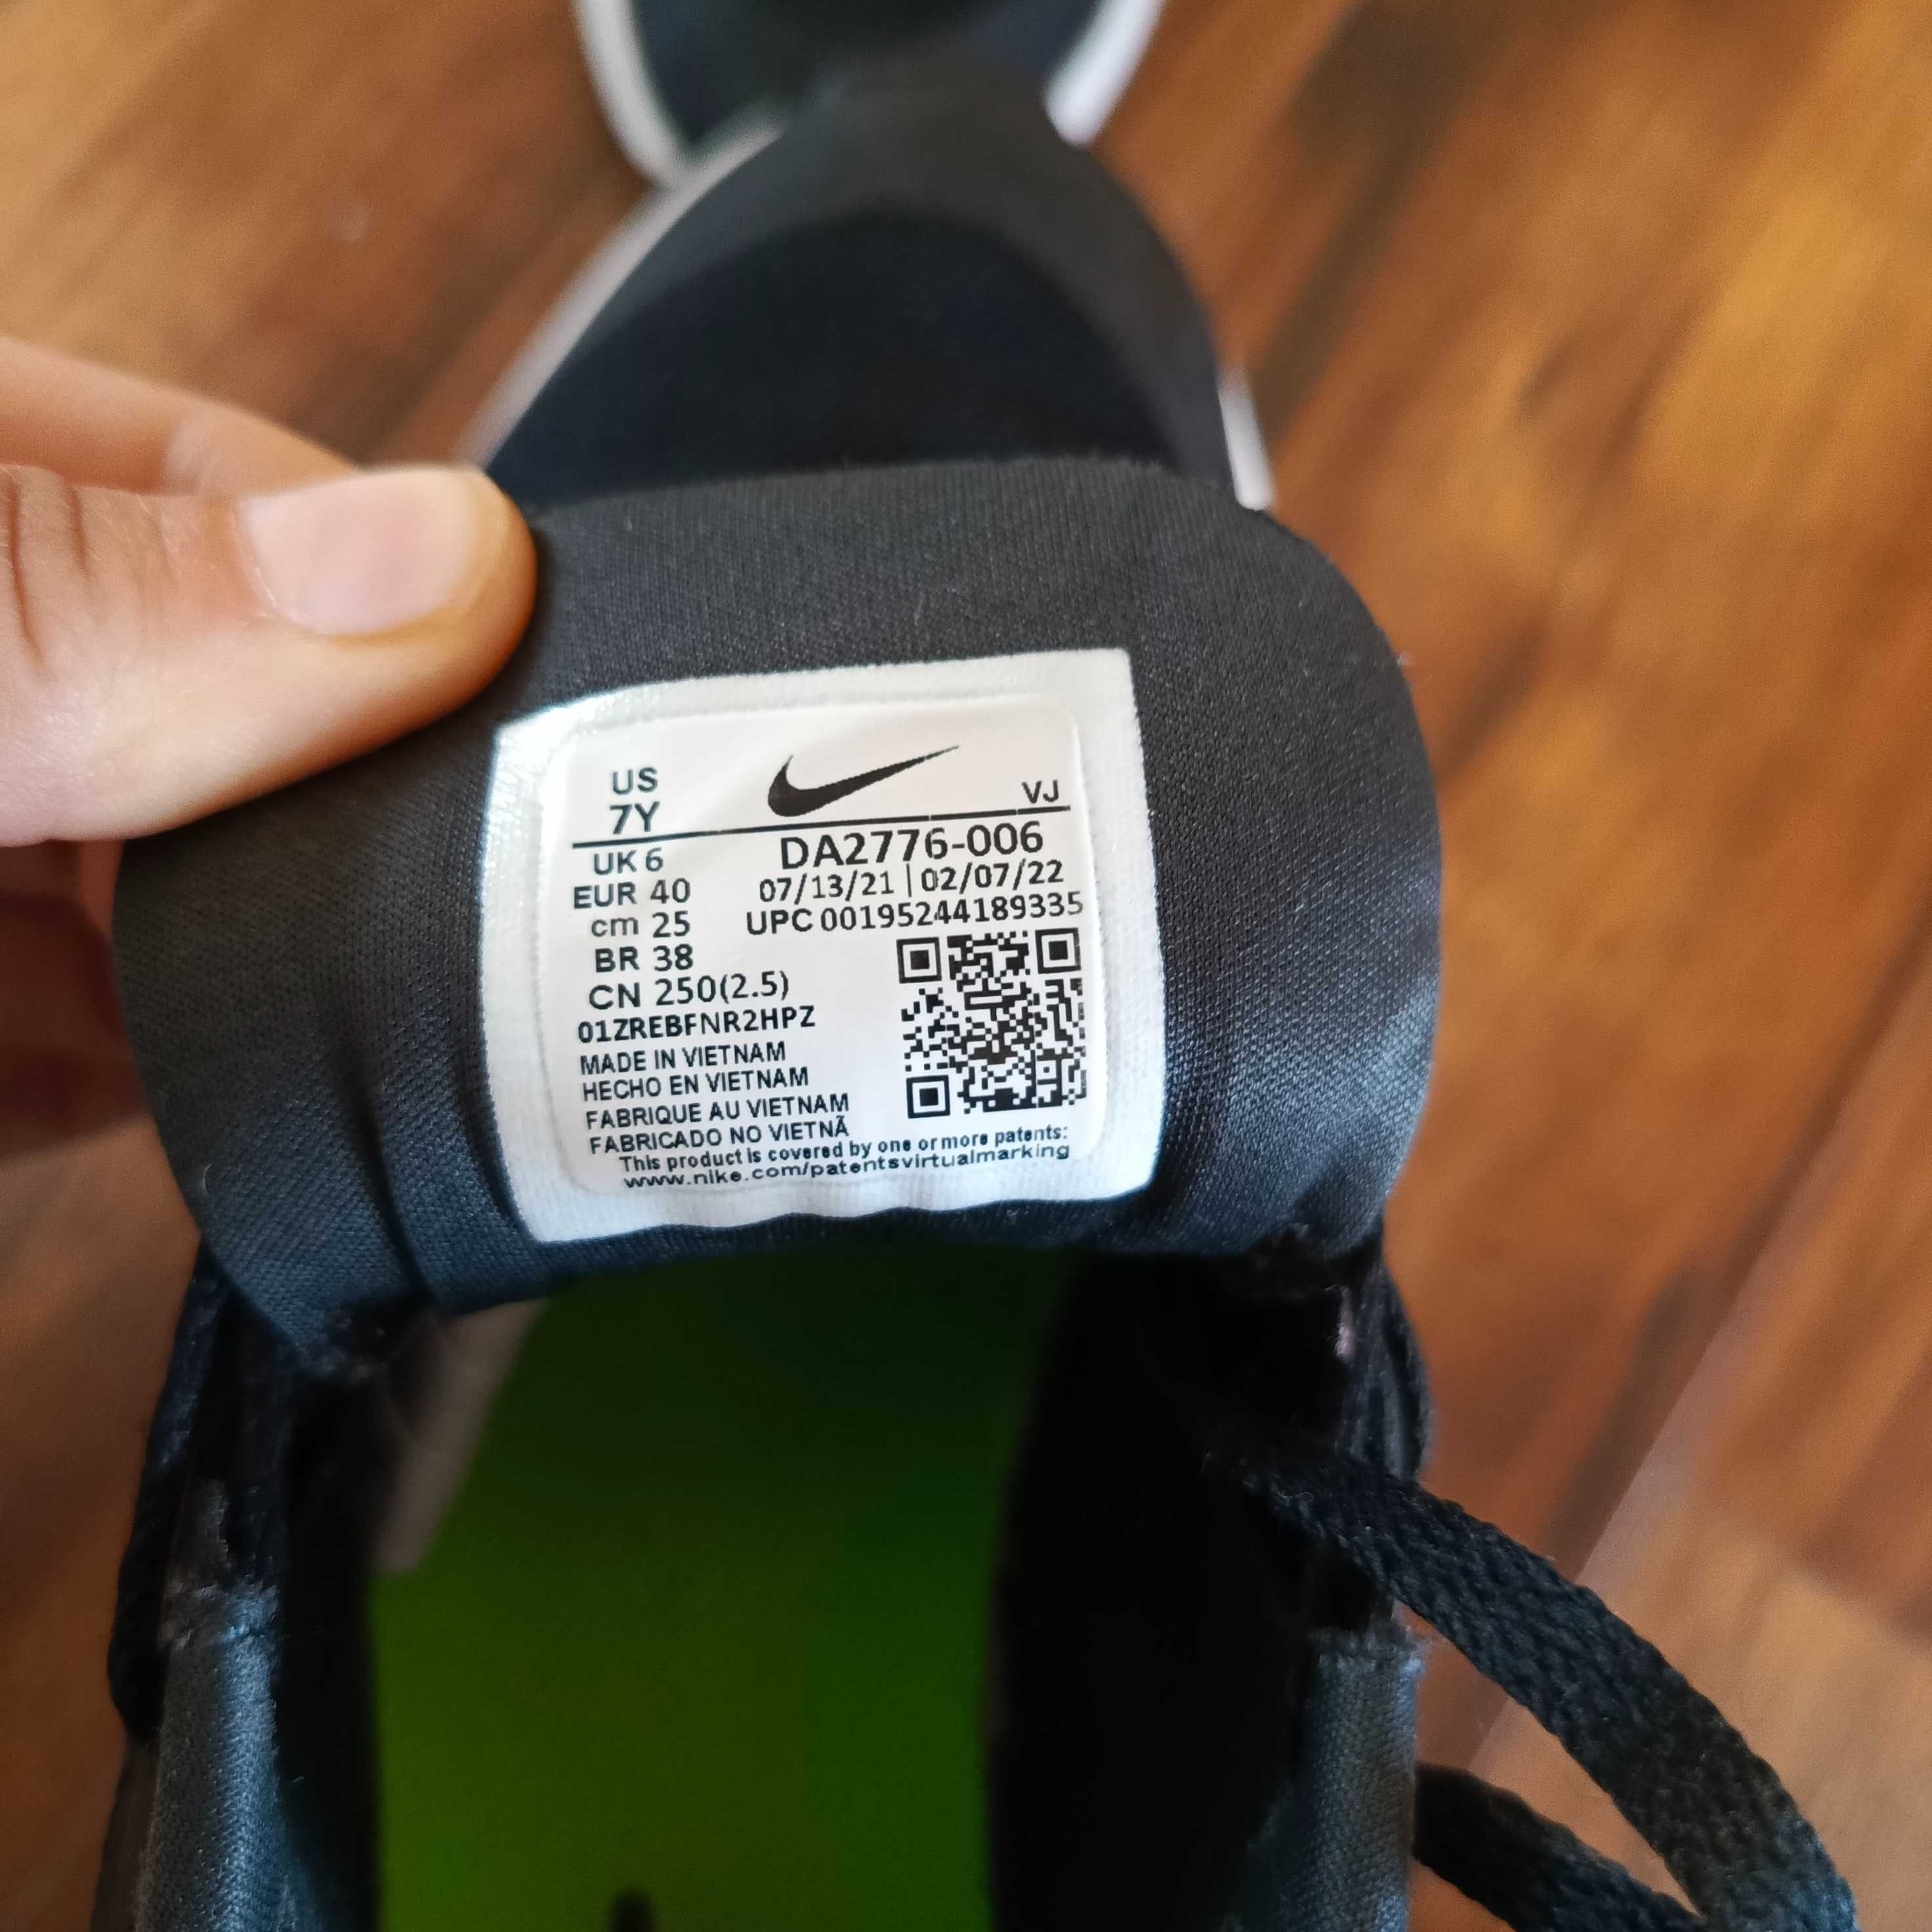 US
7Y
VJ
UK 6
DA2776-006
EUR 40
07/13/21 | 02/07/22
cm 25
UPC 00195244189335
BR 38
CN 250(2.5)
01ZREBFNR2HPZ
MADE IN VIETNAM
HECHO EN VIETNAM
FABRIQUE AU VIETNAM
FABRICADO NO VIETNÃ
This product is covered by one or more patents:
www.nike.com/patentsvirtualmarking